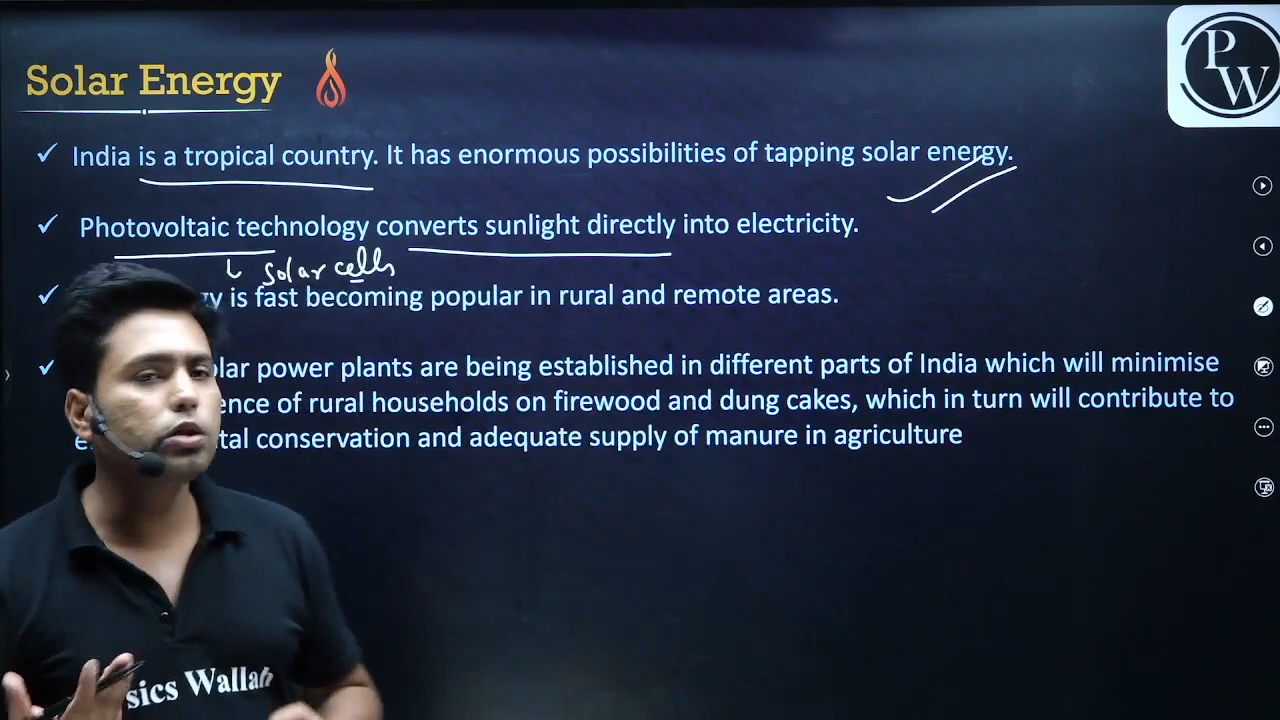 Solar Energy
PW
✓ India is a tropical country. It has enormous possibilities of tapping solar energy.
✓ Photovoltaic technology converts sunlight directly into electricity.
solar cells
✓ is fast becoming popular in rural and remote areas.
✓ power plants are being established in different parts of India which will minimise
of rural households on firewood and dung cakes, which in turn will contribute to
conservation and adequate supply of manure in agriculture
sics Wallah